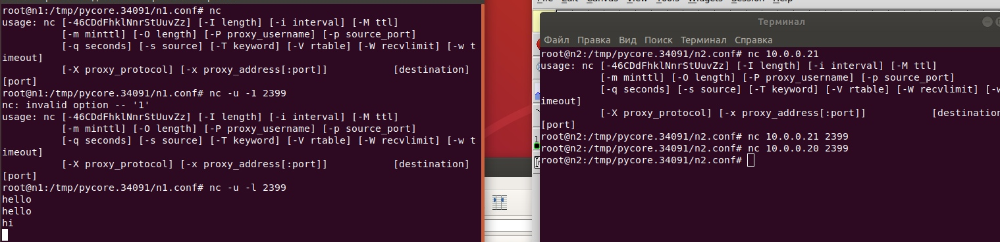 root@n1:/tmp/pycore.34091/n1.conf# nc
usage: nc [-46CDdFhklNnrStUuvZz] [-I length] [-i interval] [-M ttl]
[-m minttl] [-O length] [-P proxy_username] [-p source_port]
[-q seconds] [-s source] [-T keyword] [-V rtable] [-W recvlimit] [-w t
imeout]
[-X proxy_protocol] [-x proxy_address[:port]] [destination]
[port]
root@n1:/tmp/pycore.34091/n1.conf# nc -u -1 2399
nc: invalid option -- '1'
usage: nc [-46CDdFhklNnrStUuvZz] [-I length] [-i interval] [-M ttl]
[-m minttl] [-O length] [-P proxy_username] [-p source_port]
[-q seconds] [-s source] [-T keyword] [-V rtable] [-W recvlimit] [-w t
imeout]
[-X proxy_protocol] [-x proxy_address[:port]] [destination]
[port]
root@n1:/tmp/pycore.34091/n1.conf# nc -u -l 2399
hello
hello
hi
Терминал
Файл Правка Вид Поиск Терминал Справка
root@n2:/tmp/pycore.34091/n2.conf# nc 10.0.0.21
usage: nc [-46CDdFhklNnrStUuvZz] [-I length] [-i interval] [-M ttl]
[-m minttl] [-O length] [-P proxy_username] [-p source_port]
[-q seconds] [-s source] [-T keyword] [-V rtable] [-W recvlimit] [-w
imeout]
[-X proxy_protocol] [-x proxy_address[:port]] [destination
[port]
root@n2:/tmp/pycore.34091/n2.conf# nc 10.0.0.21 2399
root@n2:/tmp/pycore.34091/n2.conf# nc 10.0.0.20 2399
root@n2:/tmp/pycore.34091/n2.conf#